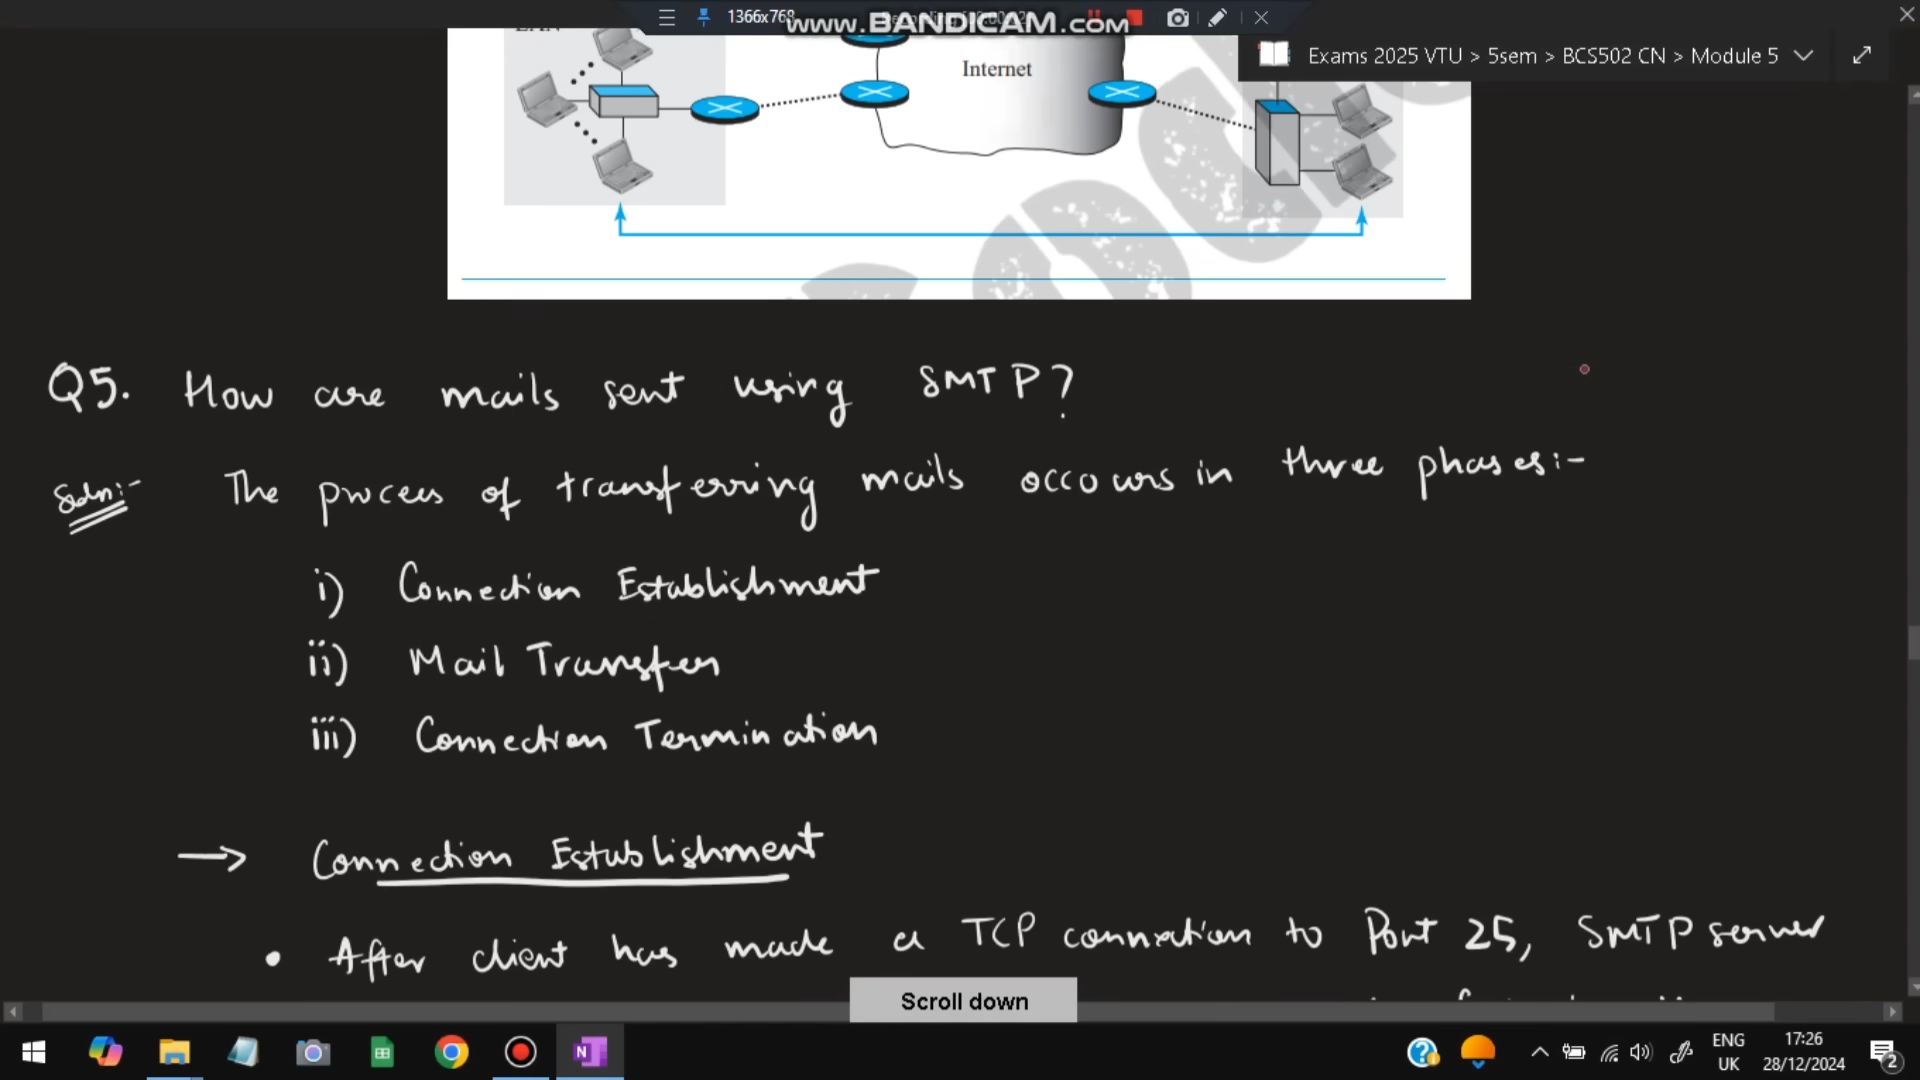 1366x768
www.BANDICAM.com
Exams 2025 VTU > 5sem > BCS502 CN > Module 5
LAN
Internet
Q5. How are mails sent using SMTP?
Soln:- The process of transferring mails occours in three phases:-
i) Connection Establishment
ii) Mail Transfer
iii) Connection Termination
→ Connection Establishment
• After client has made a TCP connection to Port 25, SMTP server
Scroll down
ENG
UK
17:26
28/12/2024
2